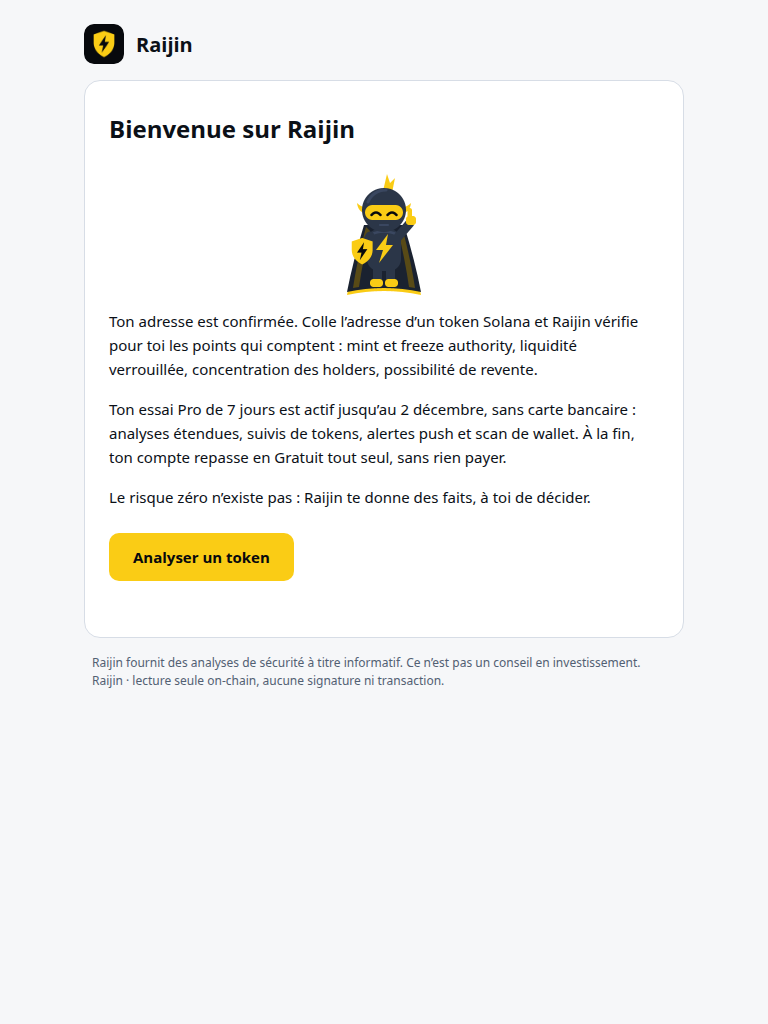 Raijin
Bienvenue sur Raijin
Ton adresse est confirmée. Colle l’adresse d’un token Solana et Raijin vérifie
pour toi les points qui comptent : mint et freeze authority, liquidité
verrouillée, concentration des holders, possibilité de revente.
Ton essai Pro de 7 jours est actif jusqu’au 2 décembre, sans carte bancaire :
analyses étendues, suivis de tokens, alertes push et scan de wallet. À la fin,
ton compte repasse en Gratuit tout seul, sans rien payer.
Le risque zéro n’existe pas : Raijin te donne des faits, à toi de décider.
Analyser un token
Raijin fournit des analyses de sécurité à titre informatif. Ce n’est pas un conseil en investissement.
Raijin · lecture seule on-chain, aucune signature ni transaction.